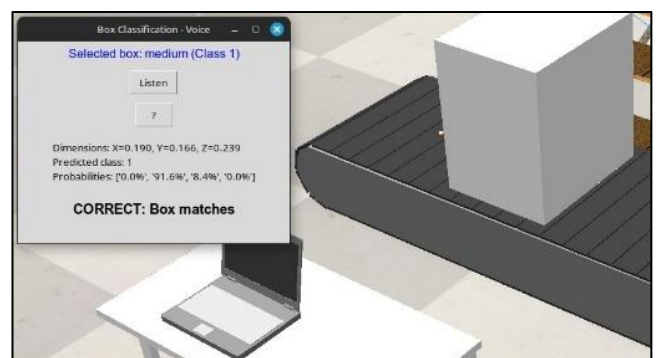 Box Classification - Voice
Selected box: medium (Class 1)
Listen
?
Dimensions: X=0.190, Y=0.166, Z=0.239
Predicted class: 1
Probabilities: ['0.0%', '91.6%', '8.4%', '0.0%']
CORRECT: Box matches